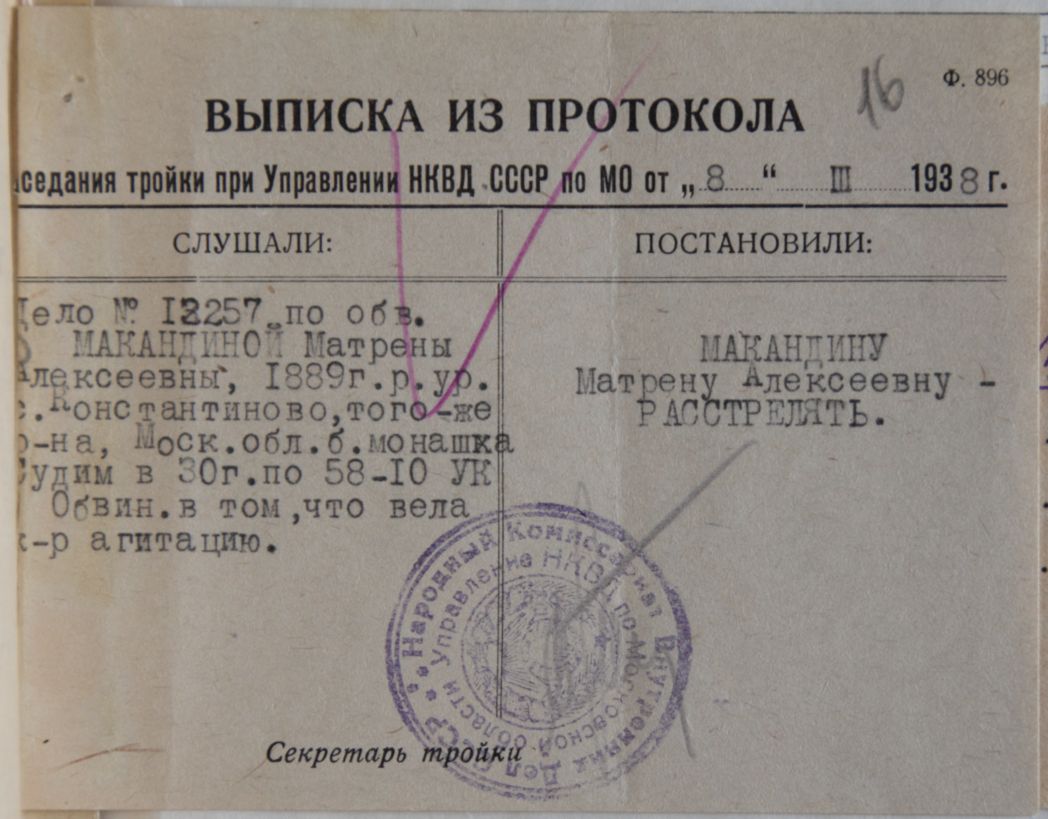 16
Ф. 896
ВЫПИСКА ИЗ ПРОТОКОЛА
аседания тройки при Управлении НКВД СССР по МО от „ 8 “ III 1938 г.
СЛУШАЛИ:
Дело № 12257 по обв.
МАКАНДИНОЙ Матрены
Алексеевны, 1889г.р.ур.
с.Константиново,того-же
р-на, Моск.обл.б.монашка
Судим в 30г.по 58-10 УК
Обвин.в том,что вела
к-р агитацию.
ПОСТАНОВИЛИ:
МАКАНДИНУ
Матрену Алексеевну -
РАССТРЕЛЯТЬ.
Народный Комиссариат Внутренних Дел СССР
Управление НКВД по Московской области
Секретарь тройки